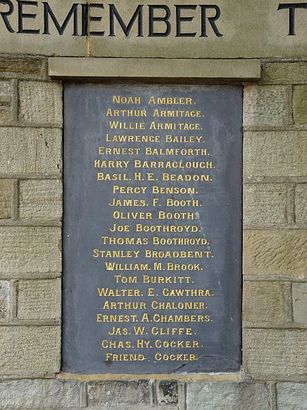 REMEMBER T
NOAH AMBLER.
ARTHUR ARMITAGE.
WILLIE ARMITAGE.
LAWRENCE BAILEY.
ERNEST BALMFORTH.
HARRY BARRACLOUGH.
BASIL. H. E. BEADON.
PERCY BENSON.
JAMES. F. BOOTH.
OLIVER BOOTH.
JOE BOOTHROYD.
THOMAS BOOTHROYD.
STANLEY BROADBENT.
WILLIAM. M. BROOK.
TOM BURKITT.
WALTER. E. CAWTHRA.
ARTHUR CHALONER.
ERNEST. A. CHAMBERS.
JAS. W. CLIFFE.
CHAS. HY. COCKER.
FRIEND COCKER.